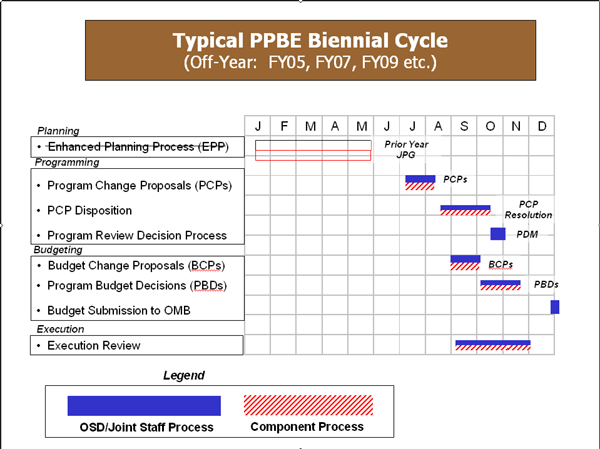 Typical PPBE Biennial Cycle
(Off-Year: FY05, FY07, FY09 etc.)
J F M A M J J A S O N D
Planning
• Enhanced Planning Process (EPP)
Prior Year
JPG
Programming
• Program Change Proposals (PCPs)
PCPs
• PCP Disposition
PCP
Resolution
• Program Review Decision Process
PDM
Budgeting
• Budget Change Proposals (BCPs)
BCPs
• Program Budget Decisions (PBDs)
PBDs
• Budget Submission to OMB
Execution
• Execution Review
Legend
OSD/Joint Staff Process
Component Process